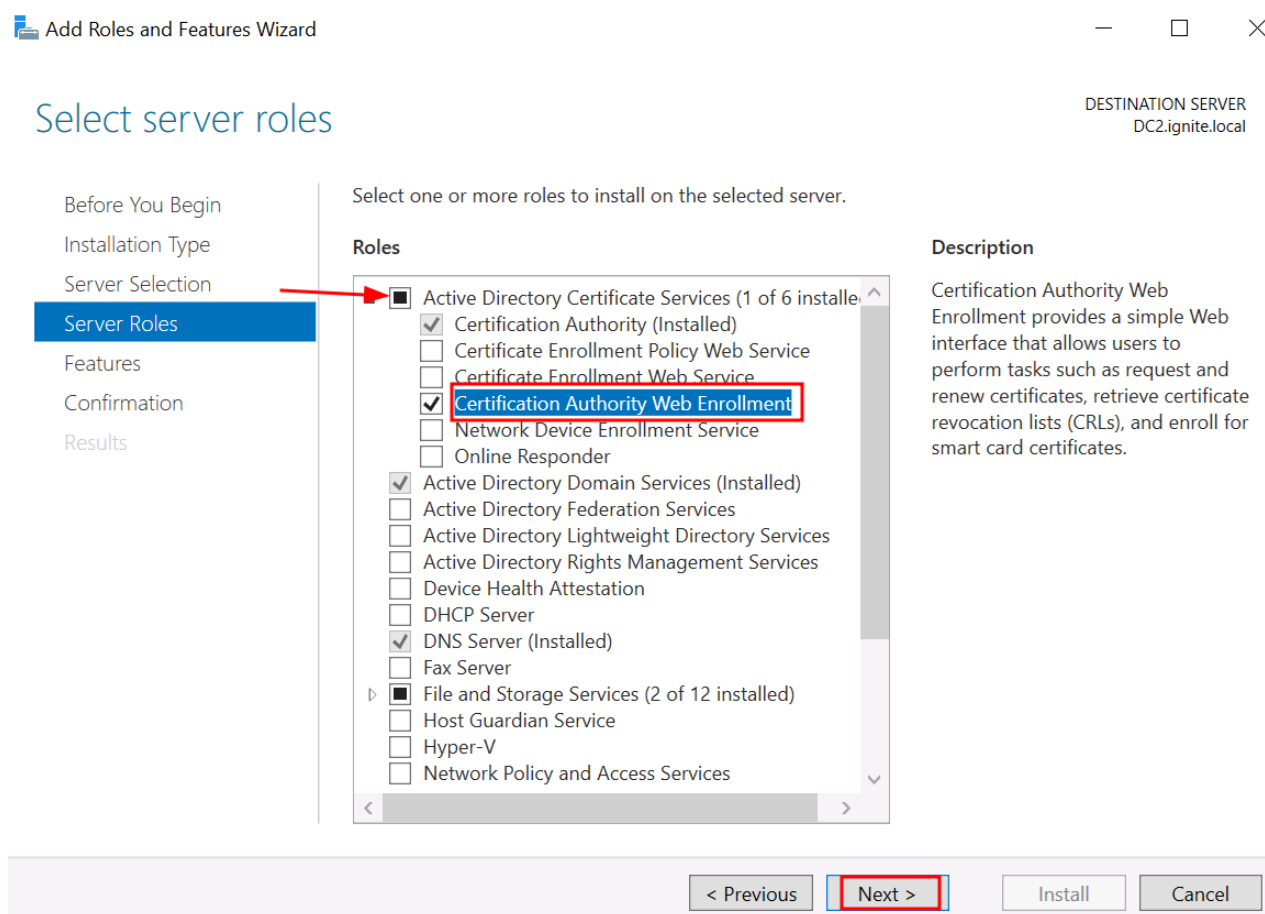 Add Roles and Features Wizard
Select server roles
DESTINATION SERVER
DC2.ignite.local
Before You Begin
Installation Type
Server Selection
Server Roles
Features
Confirmation
Results
Select one or more roles to install on the selected server.
Roles
Active Directory Certificate Services (1 of 6 installe
Certification Authority (Installed)
Certificate Enrollment Policy Web Service
Certificate Enrollment Web Service
Certification Authority Web Enrollment
Network Device Enrollment Service
Online Responder
Active Directory Domain Services (Installed)
Active Directory Federation Services
Active Directory Lightweight Directory Services
Active Directory Rights Management Services
Device Health Attestation
DHCP Server
DNS Server (Installed)
Fax Server
File and Storage Services (2 of 12 installed)
Host Guardian Service
Hyper-V
Network Policy and Access Services
Description
Certification Authority Web
Enrollment provides a simple Web
interface that allows users to
perform tasks such as request and
renew certificates, retrieve certificate
revocation lists (CRLs), and enroll for
smart card certificates.
< Previous
Next >
Install
Cancel